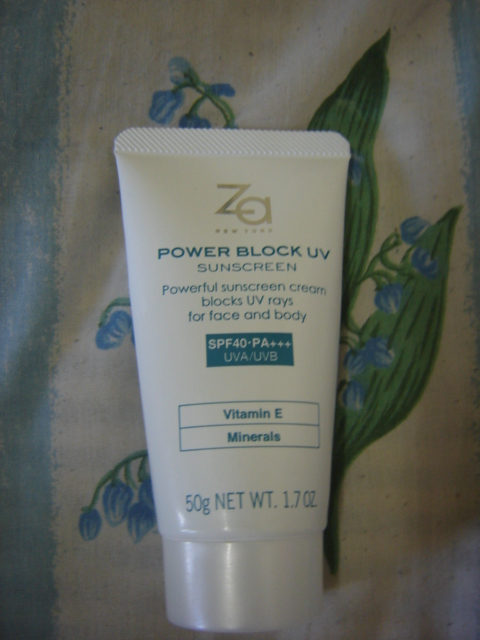 Za
NEW YORK
POWER BLOCK UV
SUNSCREEN
Powerful sunscreen cream
blocks UV rays
for face and body
SPF40·PA+++
UVA/UVB
Vitamin E
Minerals
50g NET WT. 1.7 OZ.